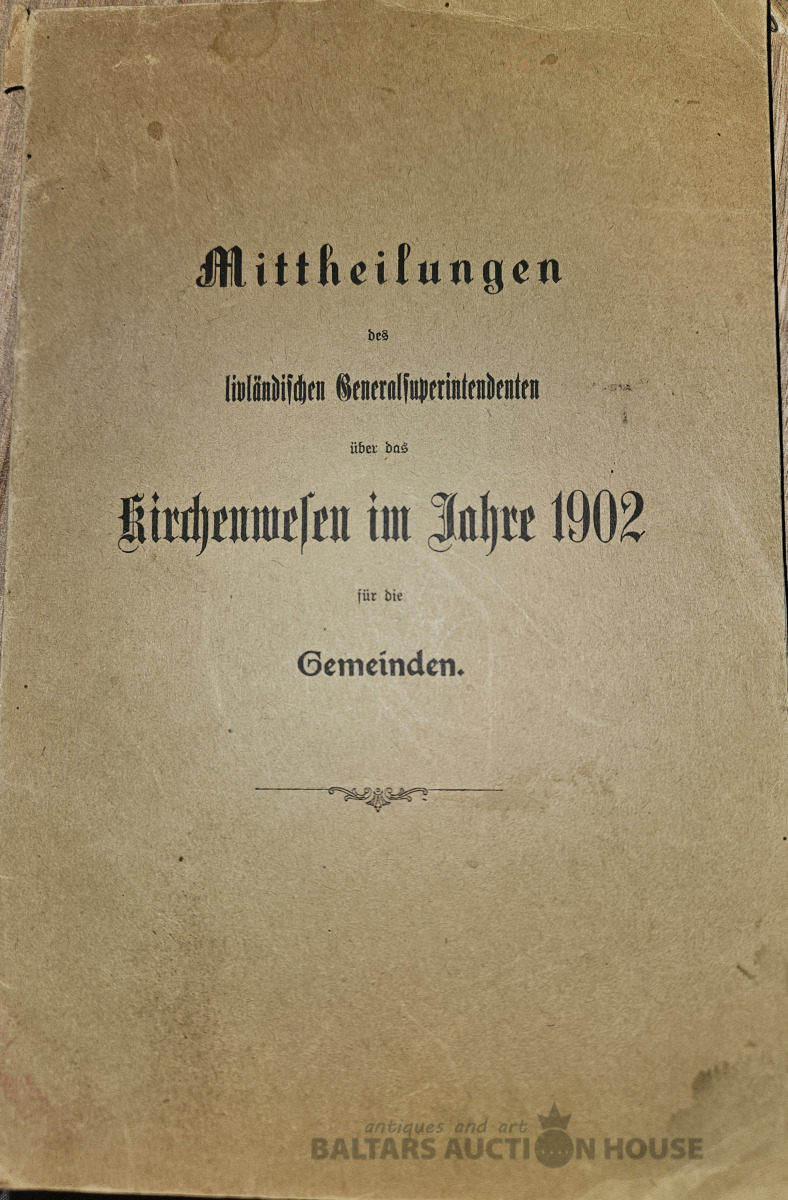 Mittheilungen
des
livländischen Generalsuperintendenten
über das
Kirchenwesen im Jahre 1902
für die
Gemeinden.
antiques and art
BALTARS AUCTION HOUSE